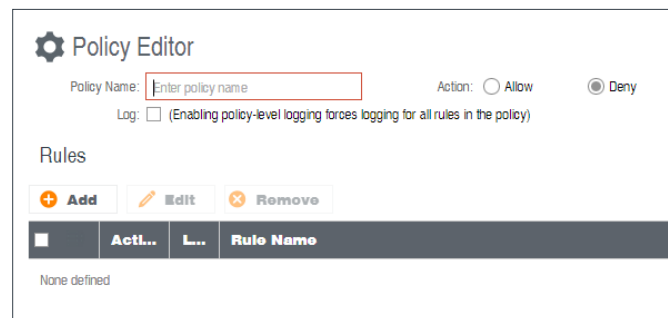 Policy Editor
Policy Name: Enter policy name Action: Allow Deny
Log: (Enabling policy-level logging forces logging for all rules in the policy)
Rules
Add Edit Remove
Acti... L... Rule Name
None defined